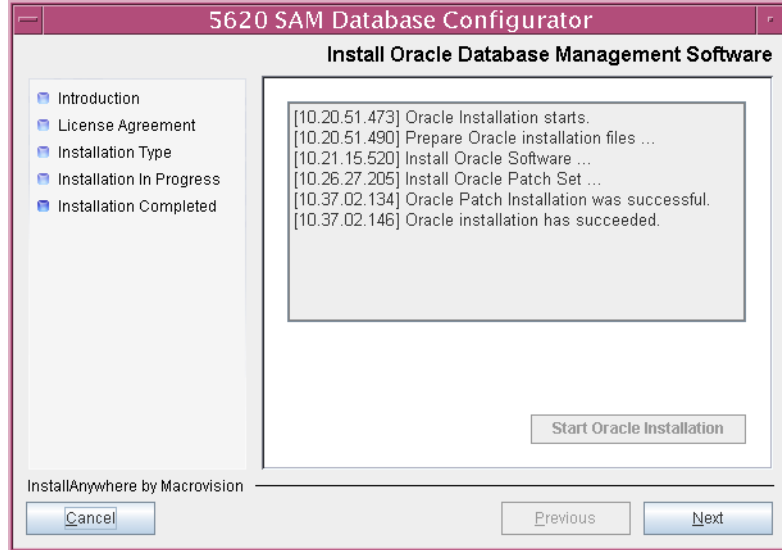 5620 SAM Database Configurator
Install Oracle Database Management Software
Introduction
License Agreement
Installation Type
Installation In Progress
Installation Completed
[10.20.51.473] Oracle Installation starts.
[10.20.51.490] Prepare Oracle installation files ...
[10.21.15.520] Install Oracle Software ...
[10.26.27.205] Install Oracle Patch Set ...
[10.37.02.134] Oracle Patch Installation was successful.
[10.37.02.146] Oracle installation has succeeded.
Start Oracle Installation
InstallAnywhere by Macrovision
Cancel
Previous
Next